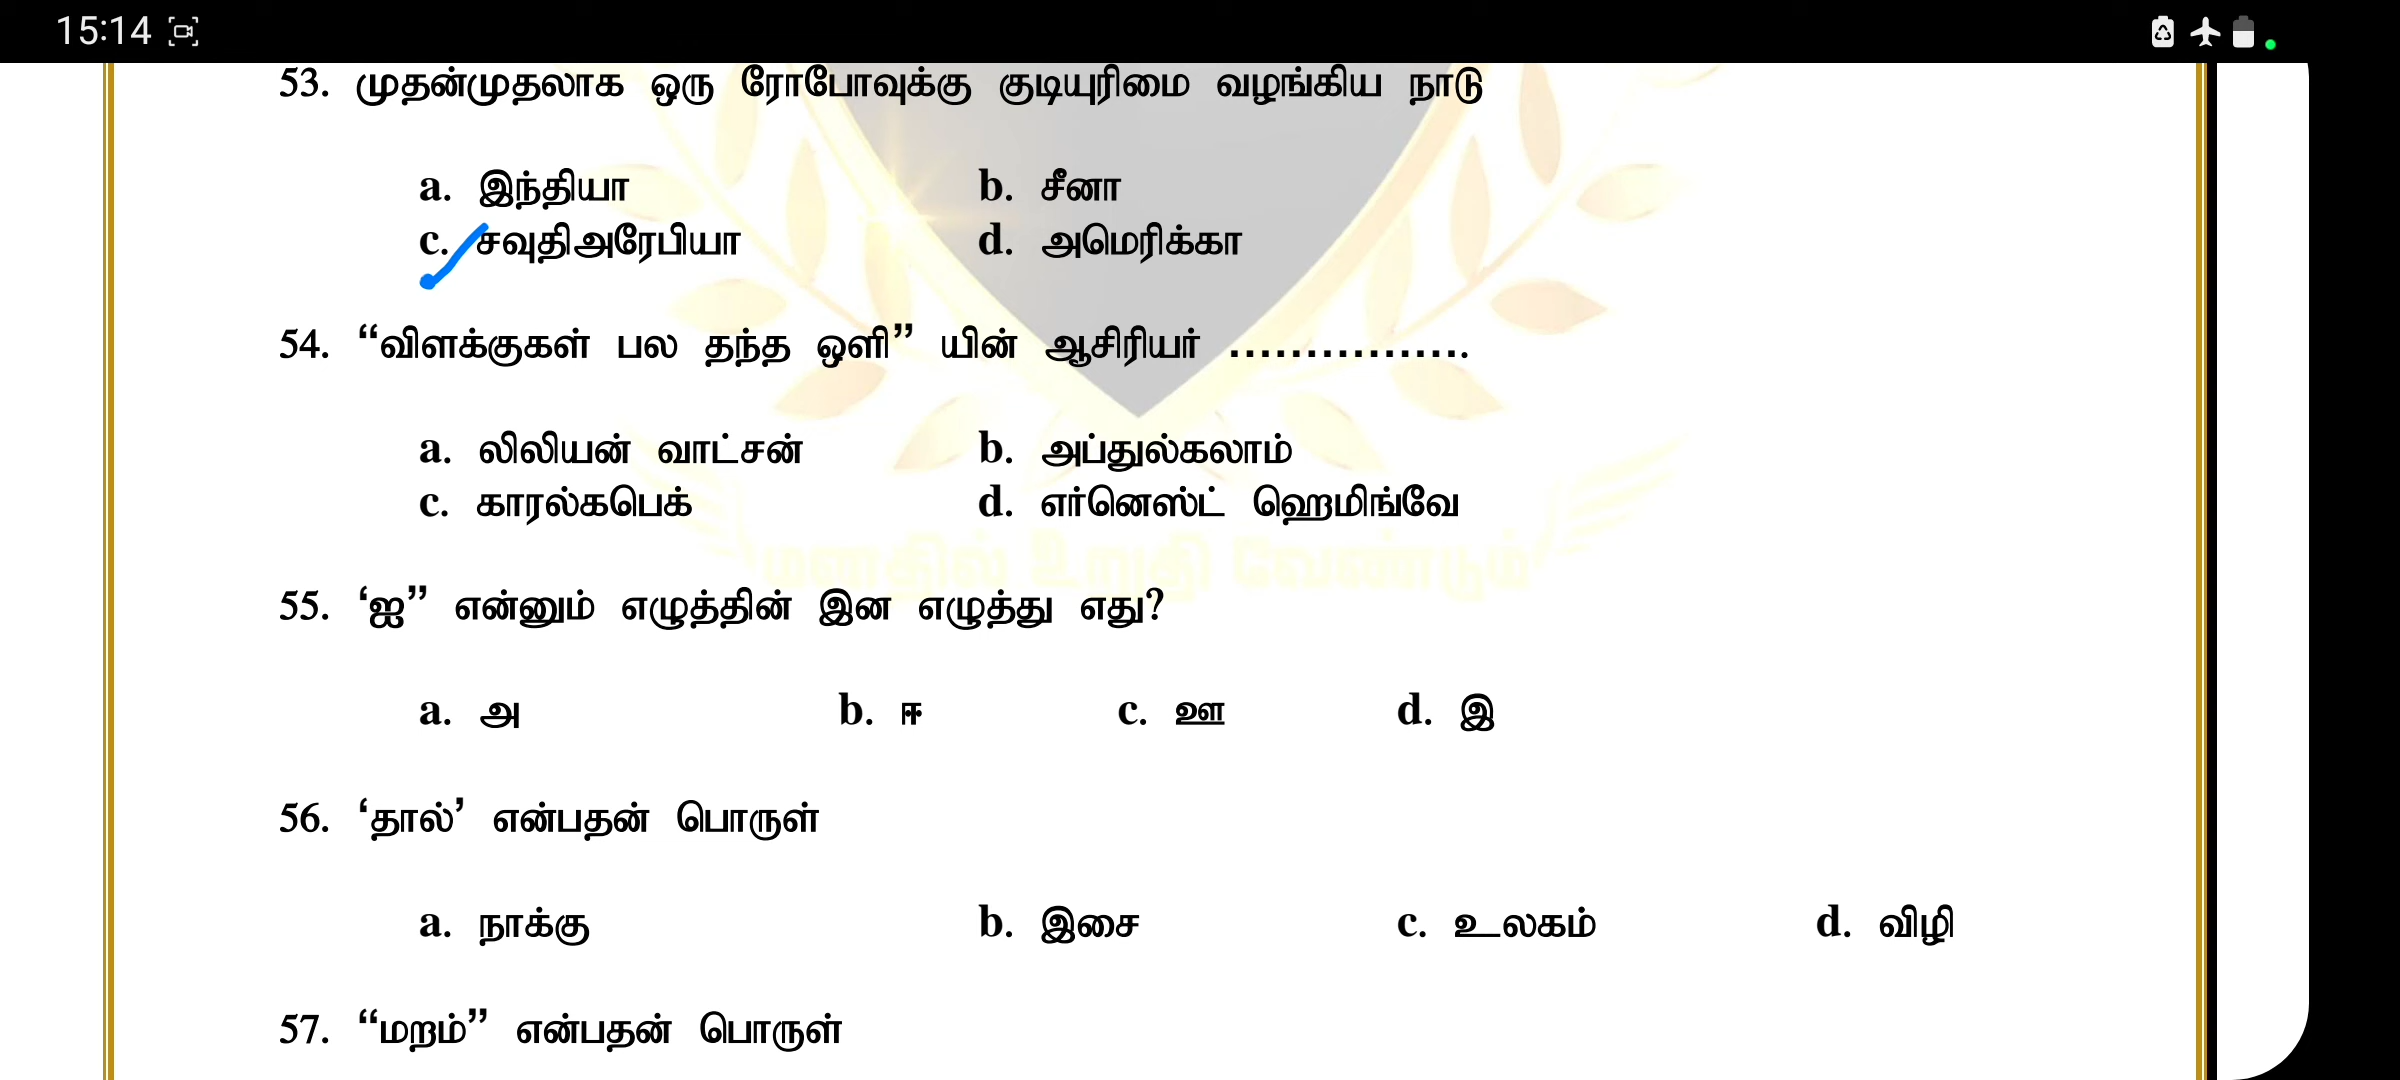 15:14
53. முதன்முதலாக ஒரு ரோபோவுக்கு குடியுரிமை வழங்கிய நாடு
a. இந்தியா b. சீனா
c. சவுதிஅரேபியா d. அமெரிக்கா
54. “விளக்குகள் பல தந்த ஒளி” யின் ஆசிரியர் ................
a. லிலியன் வாட்சன் b. அப்துல்கலாம்
c. காரல்கபெக் d. எர்னெஸ்ட் ஹெமிங்வே
மனதில் உறுதி வேண்டும்
55. ‘ஐ” என்னும் எழுத்தின் இன எழுத்து எது?
a. அ b. ஈ c. ஊ d. இ
56. ‘தால்’ என்பதன் பொருள்
a. நாக்கு b. இசை c. உலகம் d. விழி
57. “மறம்” என்பதன் பொருள்